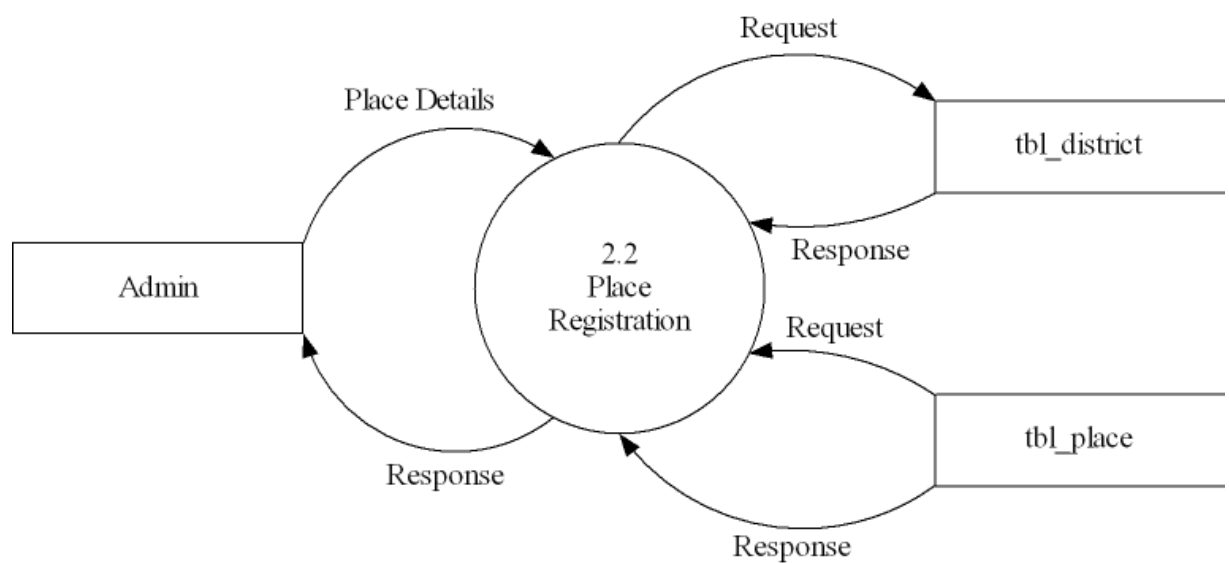 Request
Place Details
tbl_district
Response
Admin
2.2
Place
Registration
Request
tbl_place
Response
Response